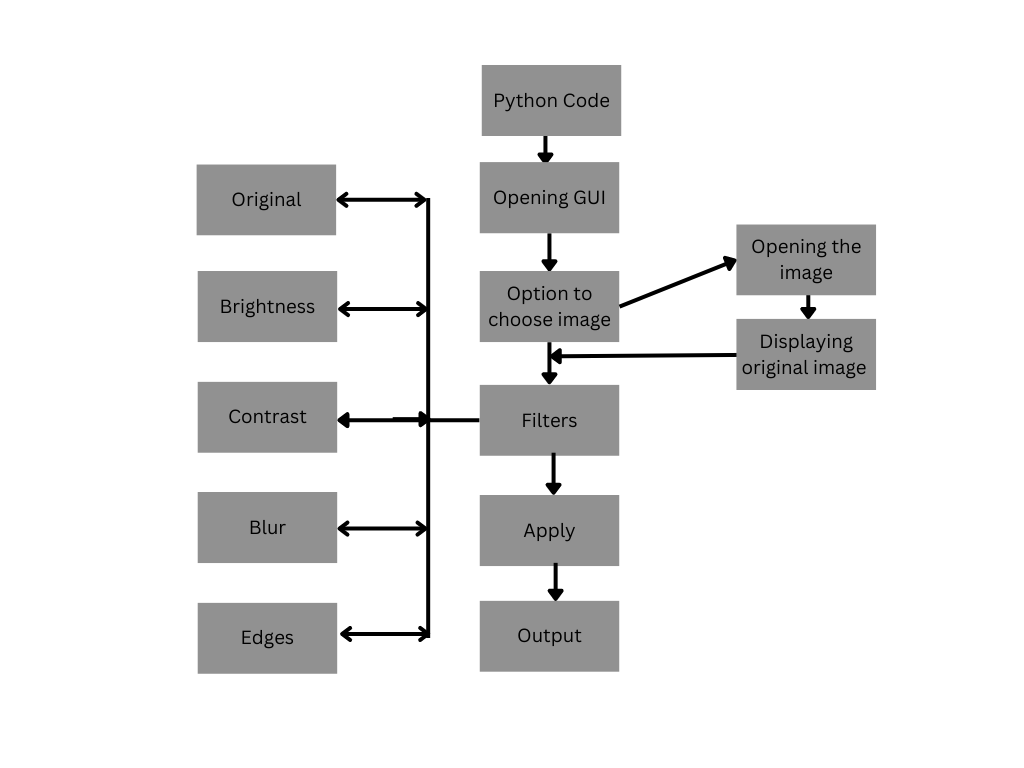 Python Code
Opening GUI
Option to
choose image
Opening the
image
Displaying
original image
Filters
Apply
Output
Original
Brightness
Contrast
Blur
Edges